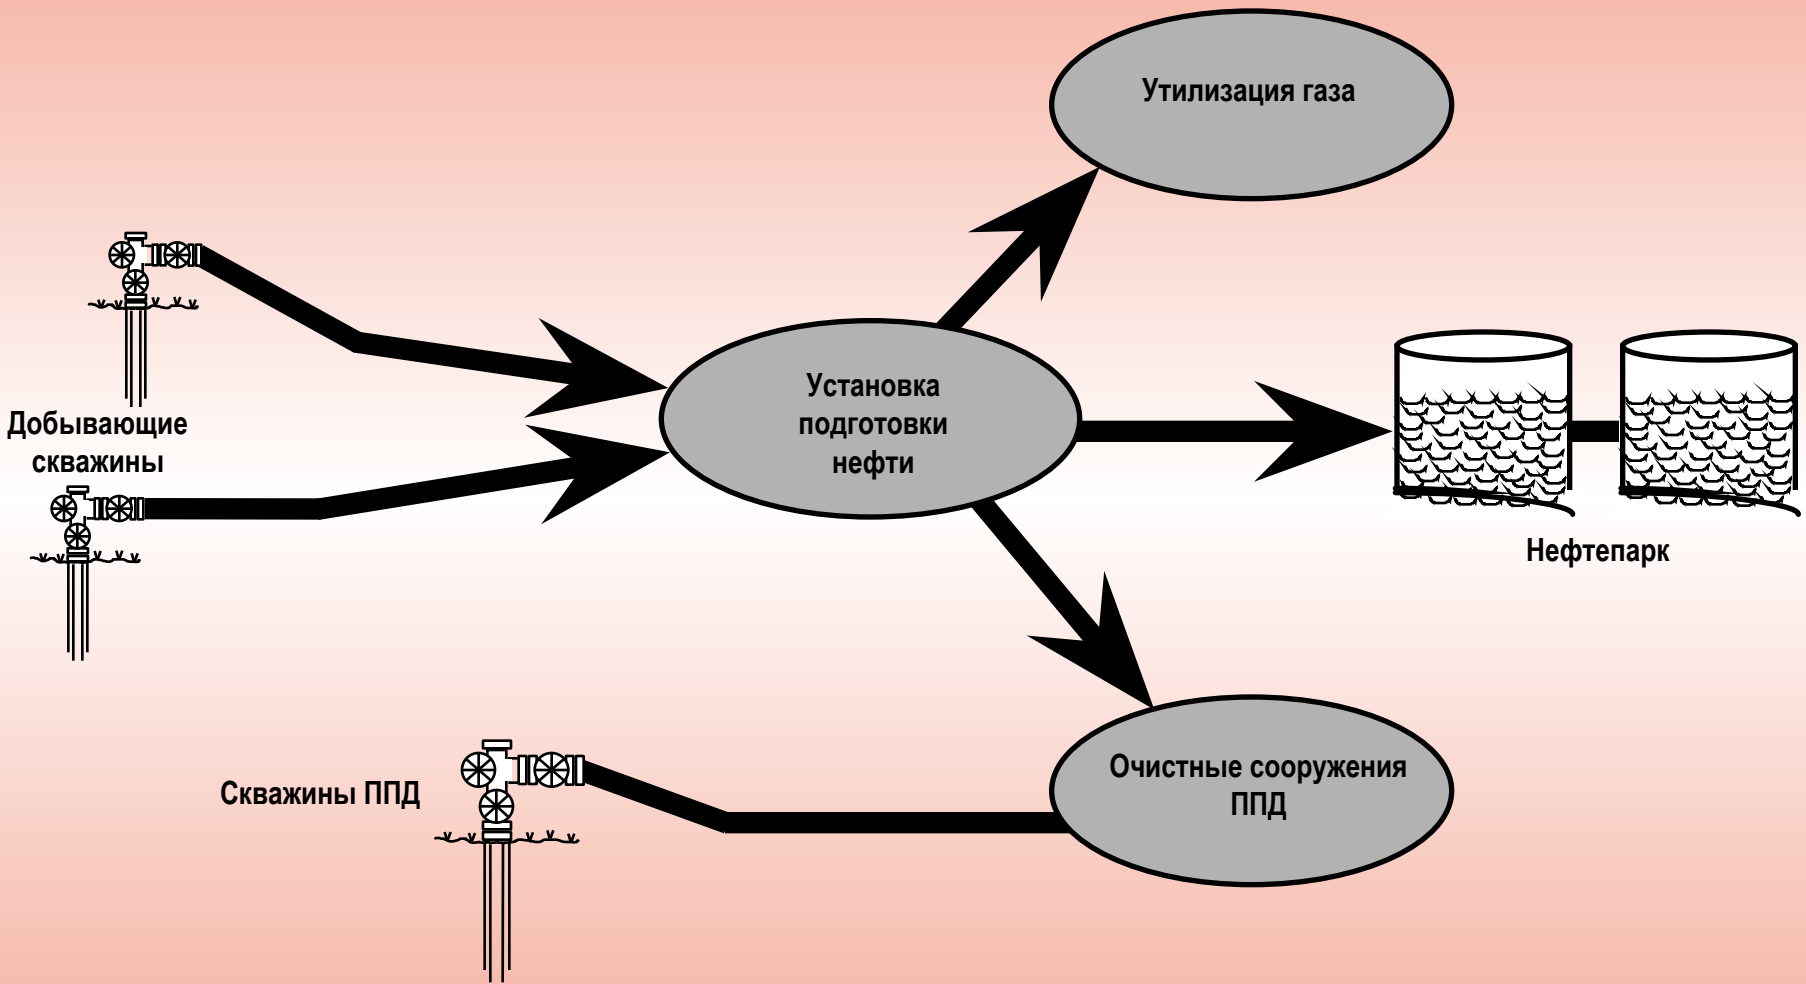 Утилизация газа
Добывающие
скважины
Установка
подготовки
нефти
Нефтепарк
Скважины ППД
Очистные сооружения
ППД